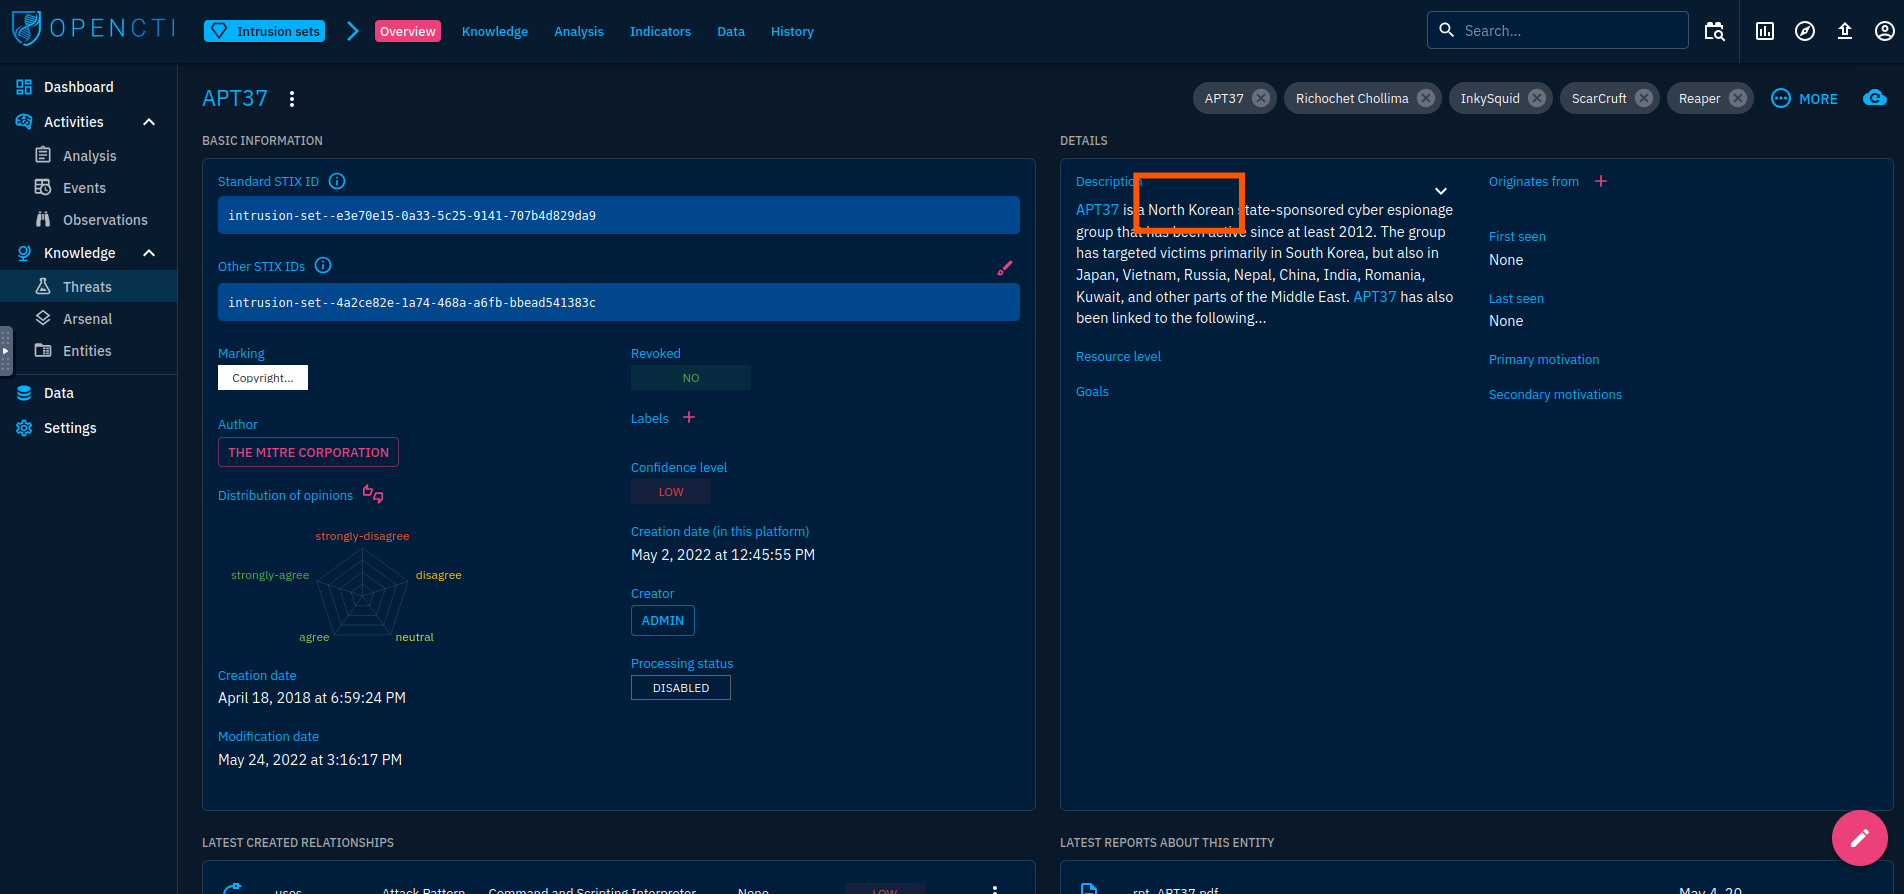 OPENCTI
Intrusion sets
Overview
Knowledge
Analysis
Indicators
Data
History
Search...
Dashboard
Activities
Analysis
Events
Observations
Knowledge
Threats
Arsenal
Entities
Data
Settings
APT37
APT37
Richochet Chollima
InkySquid
ScarCruft
Reaper
MORE
BASIC INFORMATION
Standard STIX ID
intrusion-set--e3e70e15-0a33-5c25-9141-707b4d829da9
Other STIX IDs
intrusion-set--4a2ce82e-1a74-468a-a6fb-bbead541383c
Marking
Copyright...
Author
THE MITRE CORPORATION
Distribution of opinions
strongly-disagree
strongly-agree
disagree
agree
neutral
Creation date
April 18, 2018 at 6:59:24 PM
Modification date
May 24, 2022 at 3:16:17 PM
Revoked
NO
Labels
Confidence level
LOW
Creation date (in this platform)
May 2, 2022 at 12:45:55 PM
Creator
ADMIN
Processing status
DISABLED
DETAILS
Description
APT37 is a North Korean state-sponsored cyber espionage
group that has been active since at least 2012. The group
has targeted victims primarily in South Korea, but also in
Japan, Vietnam, Russia, Nepal, China, India, Romania,
Kuwait, and other parts of the Middle East. APT37 has also
been linked to the following...
Resource level
Goals
Originates from
First seen
None
Last seen
None
Primary motivation
Secondary motivations
LATEST CREATED RELATIONSHIPS
uses Attack Pattern Command and Scripting Interpreter None LOW
LATEST REPORTS ABOUT THIS ENTITY
rpt_APT37.pdf May 4, 20